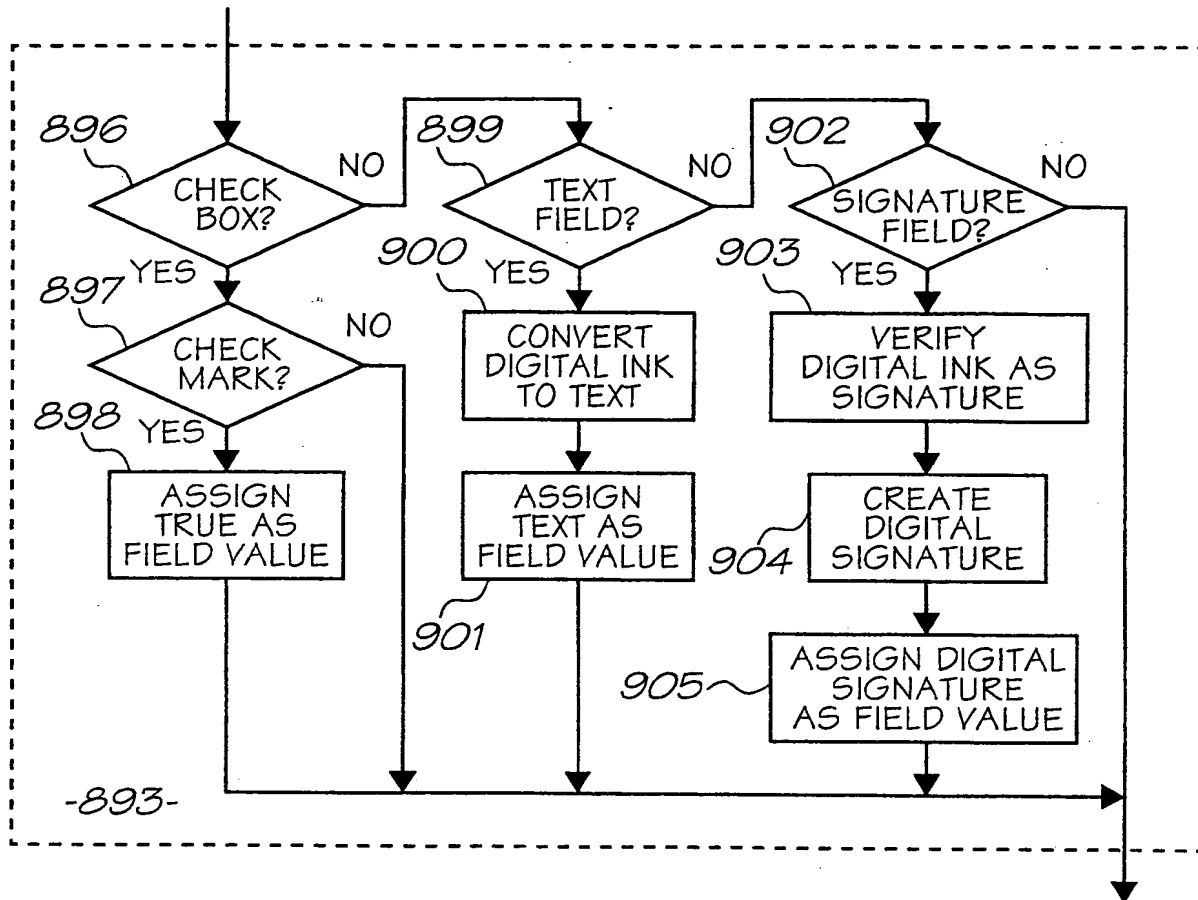 896
CHECK
BOX?
NO
YES
897
CHECK
MARK?
NO
YES
898
ASSIGN
TRUE AS
FIELD VALUE
899
TEXT
FIELD?
NO
YES
900
CONVERT
DIGITAL INK
TO TEXT
ASSIGN
TEXT AS
FIELD VALUE
901
902
SIGNATURE
FIELD?
NO
YES
903
VERIFY
DIGITAL INK AS
SIGNATURE
CREATE
DIGITAL
SIGNATURE
904
905
ASSIGN DIGITAL
SIGNATURE
AS FIELD VALUE
-893-